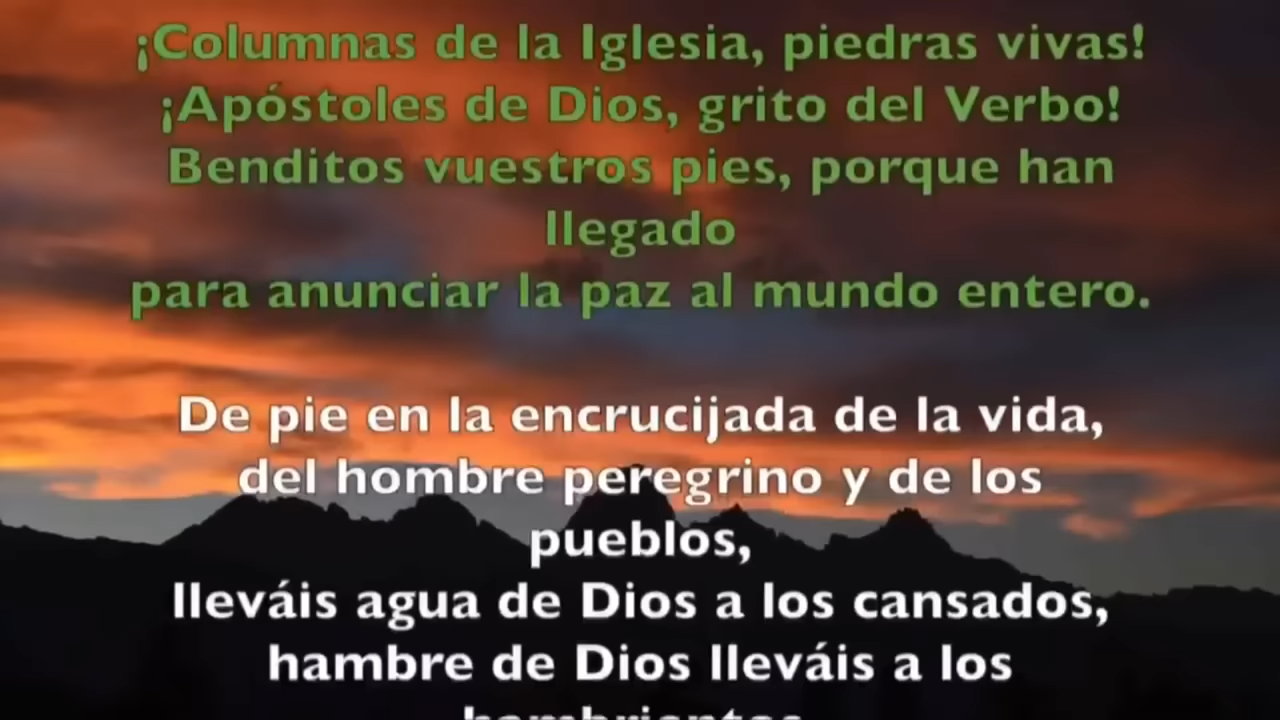 ¡Columnas de la Iglesia, piedras vivas!
¡Apóstoles de Dios, grito del Verbo!
Benditos vuestros pies, porque han
llegado
para anunciar la paz al mundo entero.
De pie en la encrucijada de la vida,
del hombre peregrino y de los
pueblos,
lleváis agua de Dios a los cansados,
hambre de Dios lleváis a los